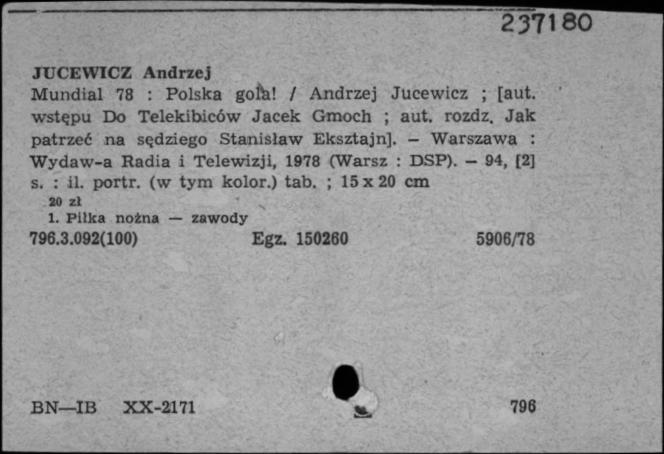 237180
JUCEWICZ Andrzej
Mundial 78 : Polska gola! / Andrzej Jucewicz ; [aut.
wstępu Do Telekibiców Jacek Gmoch ; aut. rozdz. Jak
patrzeć na sędziego Stanisław Eksztajn]. — Warszawa :
Wydaw-a Radia i Telewizji, 1978 (Warsz : DSP). — 94, [2]
s. : il. portr. (w tym kolor.) tab. ; 15 x 20 cm
20 zł
1. Piłka nożna — zawody
796.3.092(100) Egz. 150260 5906/78
BN—IB XX-2171 796